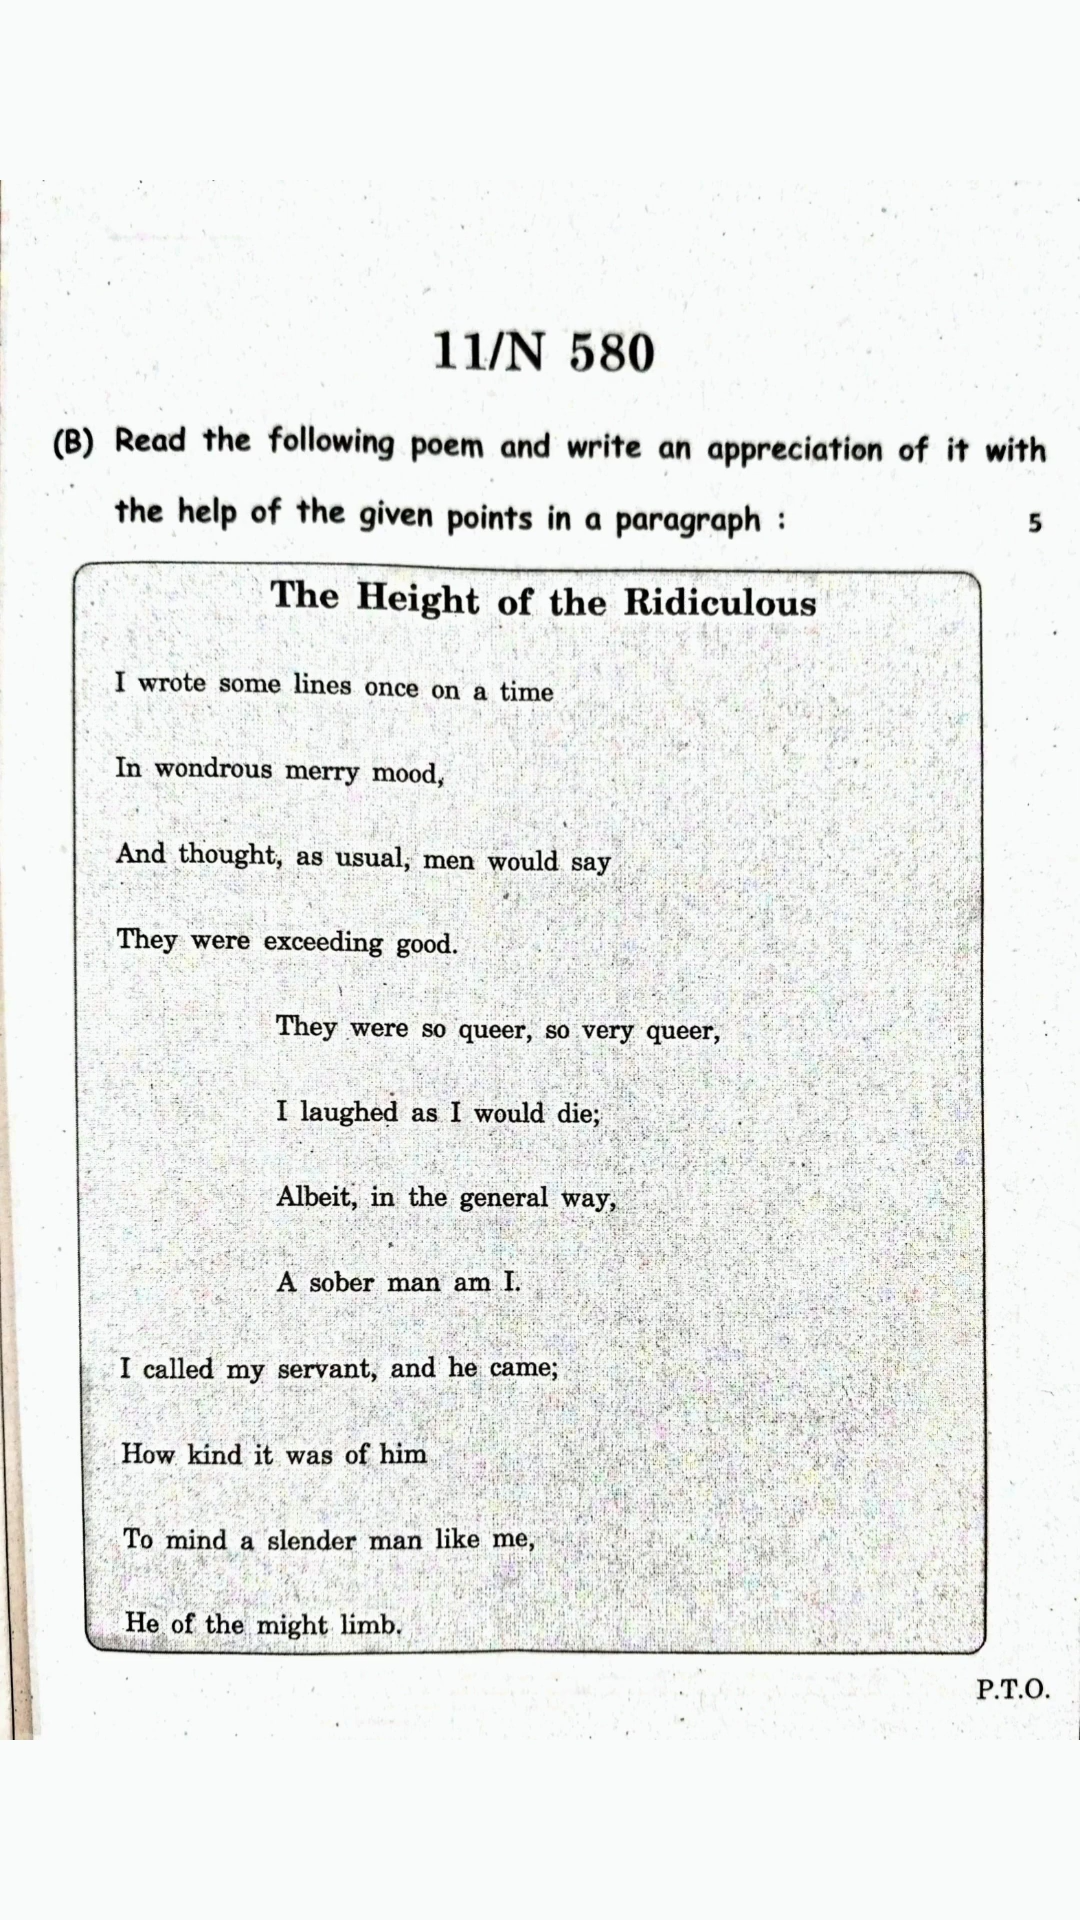 11/N 580
(B) Read the following poem and write an appreciation of it with
the help of the given points in a paragraph : 5
The Height of the Ridiculous
I wrote some lines once on a time
In wondrous merry mood,
And thought, as usual, men would say
They were exceeding good.
They were so queer, so very queer,
I laughed as I would die;
Albeit, in the general way,
A sober man am I.
I called my servant, and he came;
How kind it was of him
To mind a slender man like me,
He of the might limb.
P.T.O.